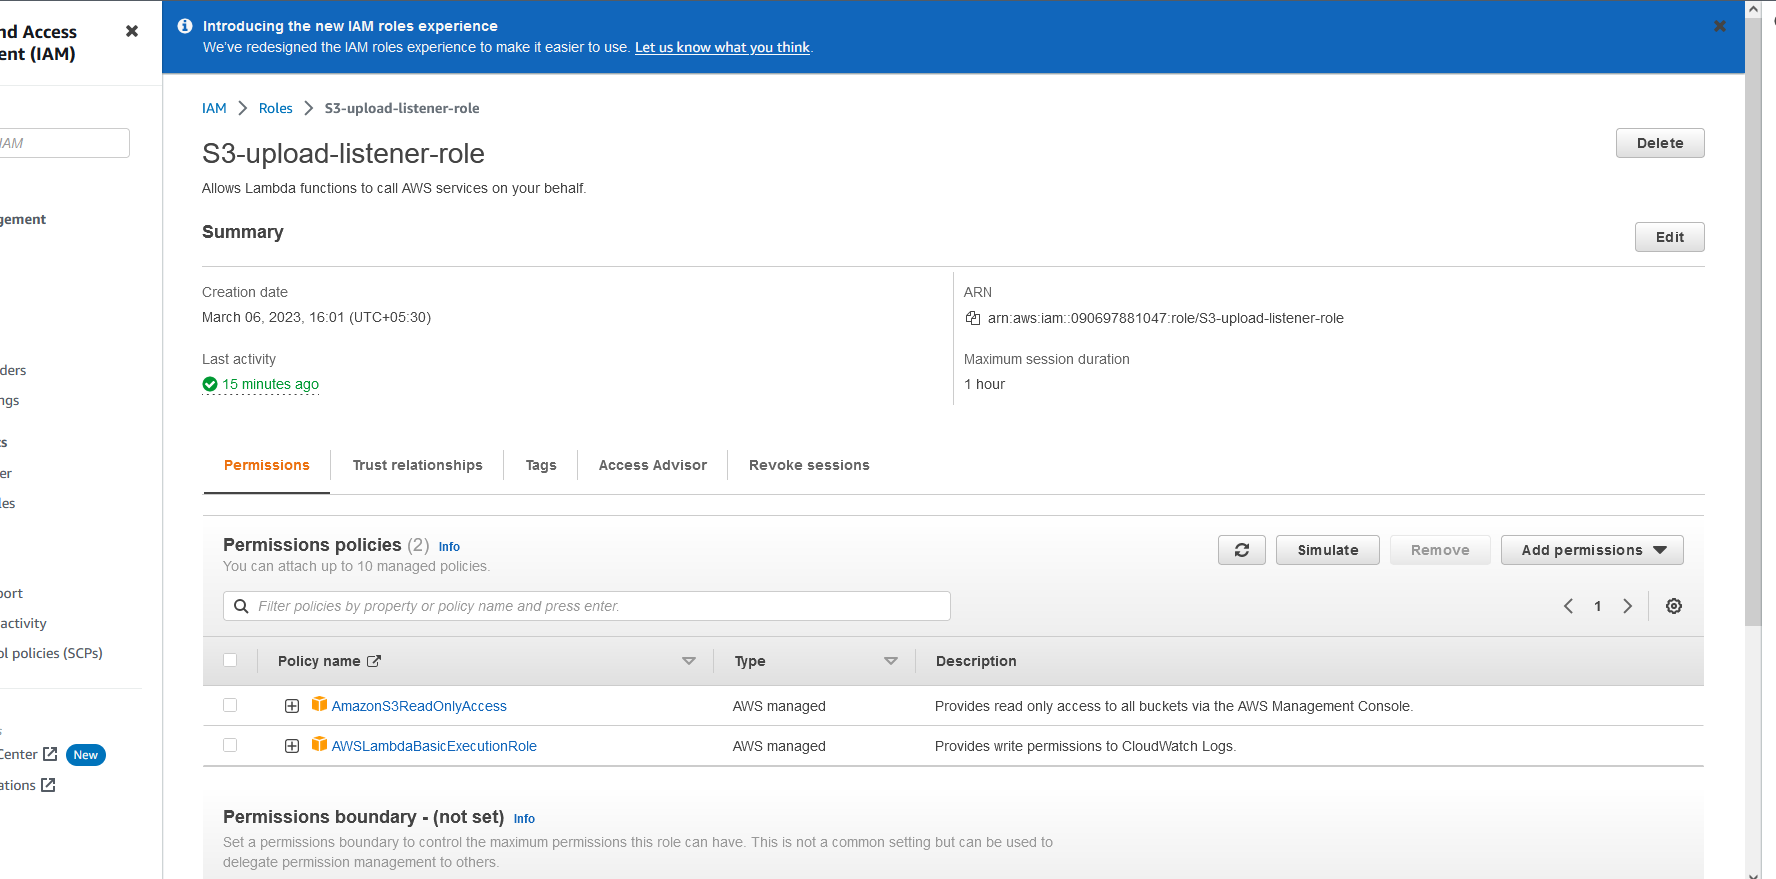 nd Access
ent (IAM)
IAM
gement
ders
ngs
ts
er
les
port
activity
ol policies (SCPs)
s
Center
New
ations
Introducing the new IAM roles experience
We've redesigned the IAM roles experience to make it easier to use. Let us know what you think.
IAM > Roles > S3-upload-listener-role
S3-upload-listener-role
Delete
Allows Lambda functions to call AWS services on your behalf.
Summary
Edit
Creation date
March 06, 2023, 16:01 (UTC+05:30)
ARN
arn:aws:iam::090697881047:role/S3-upload-listener-role
Last activity
15 minutes ago
Maximum session duration
1 hour
Permissions Trust relationships Tags Access Advisor Revoke sessions
Permissions policies (2) Info
You can attach up to 10 managed policies.
Simulate Remove Add permissions
Filter policies by property or policy name and press enter.
1
Policy name Type Description
AmazonS3ReadOnlyAccess AWS managed Provides read only access to all buckets via the AWS Management Console.
AWSLambdaBasicExecutionRole AWS managed Provides write permissions to CloudWatch Logs.
Permissions boundary - (not set) Info
Set a permissions boundary to control the maximum permissions this role can have. This is not a common setting but can be used to
delegate permission management to others.